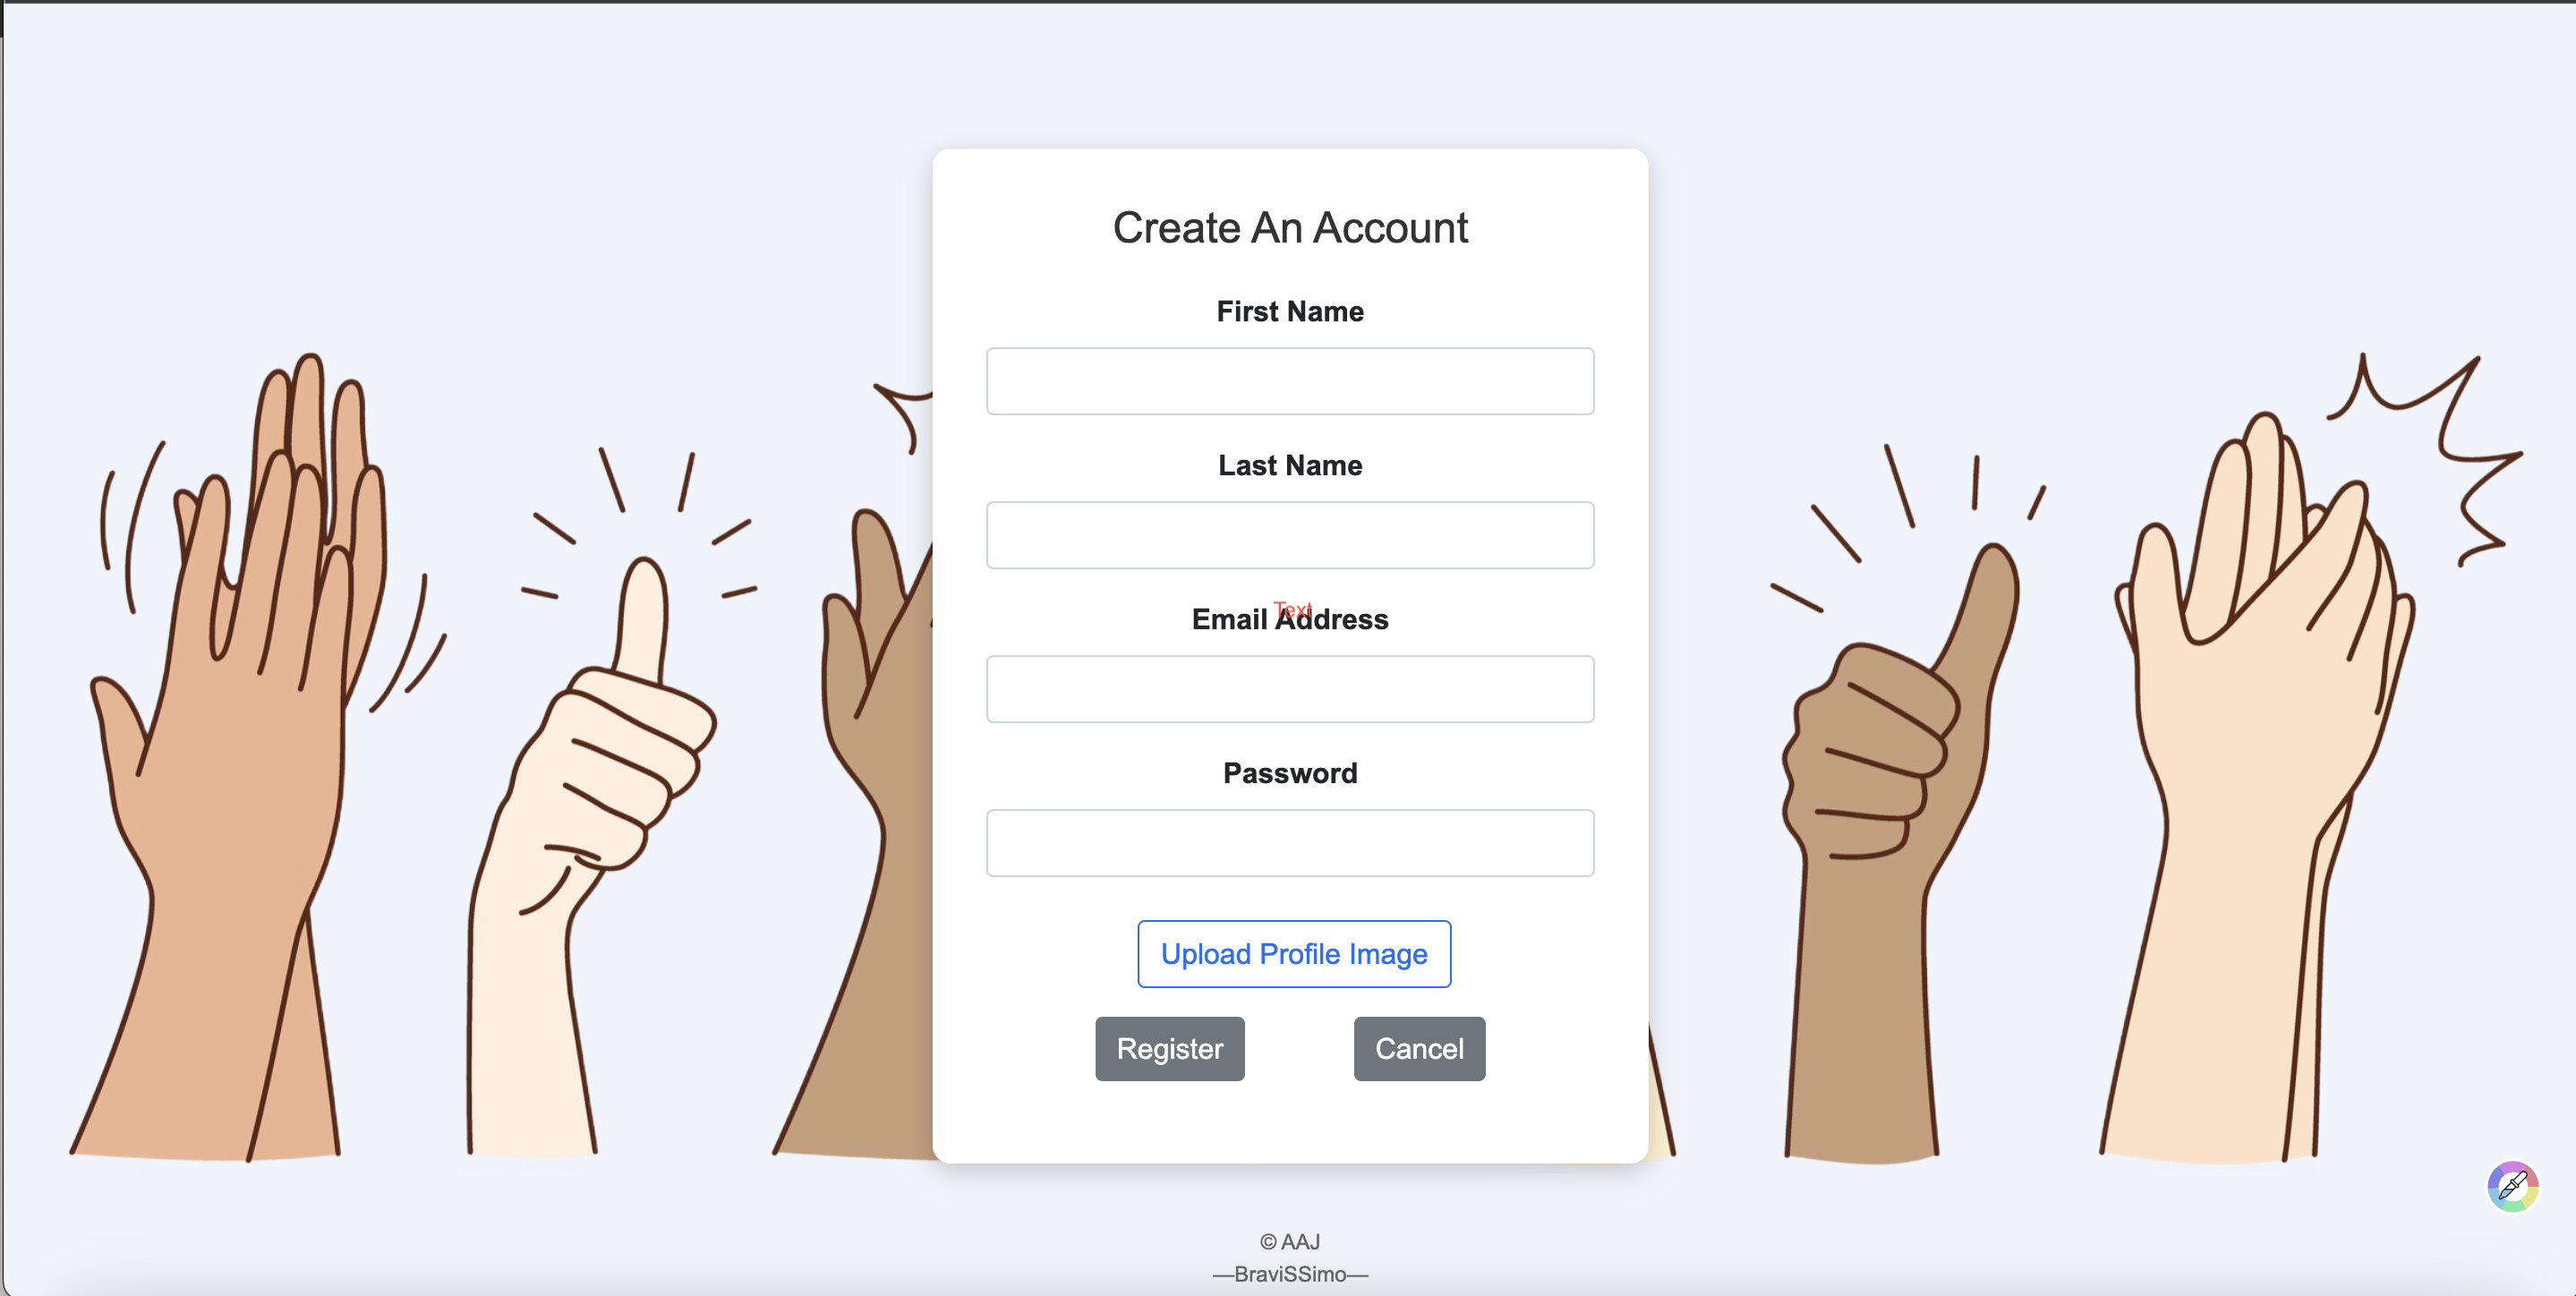 Create An Account
First Name
Last Name
Text
Email Address
Password
Upload Profile Image
Register
Cancel
© AAJ
—BraviSSimo—